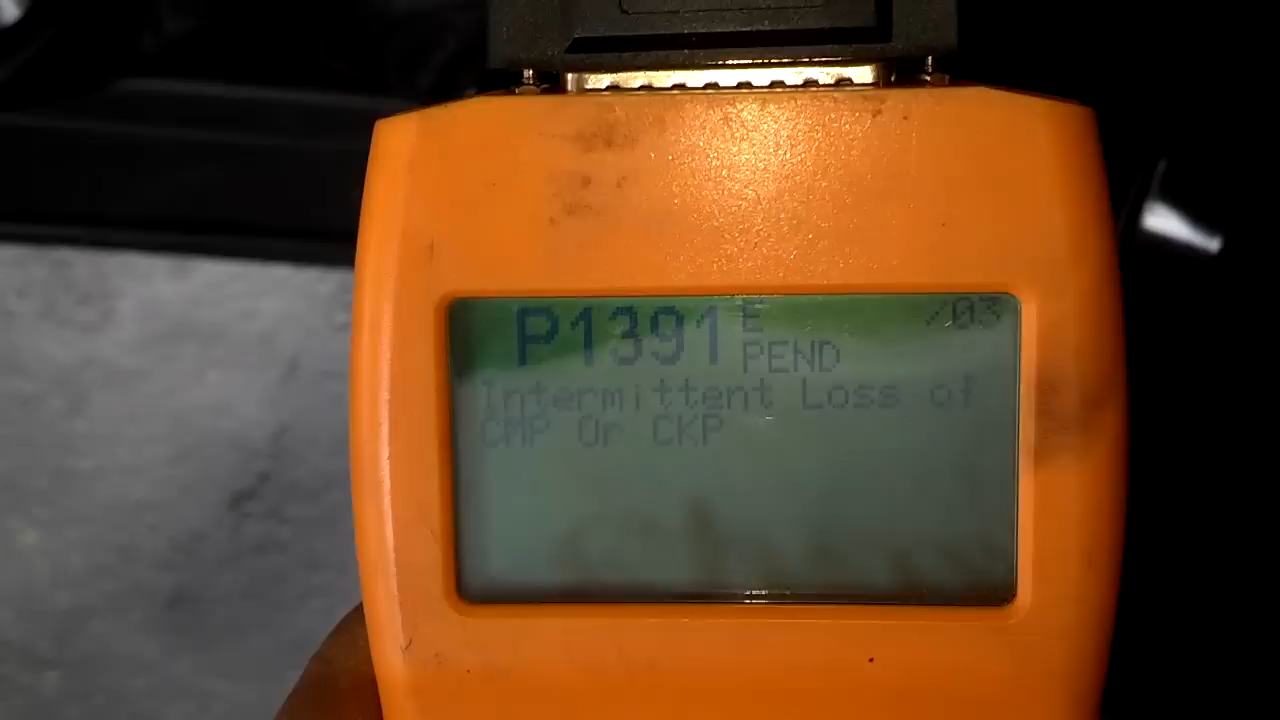 P1391 E /03
PEND
Intermittent Loss of
CMP Or CKP